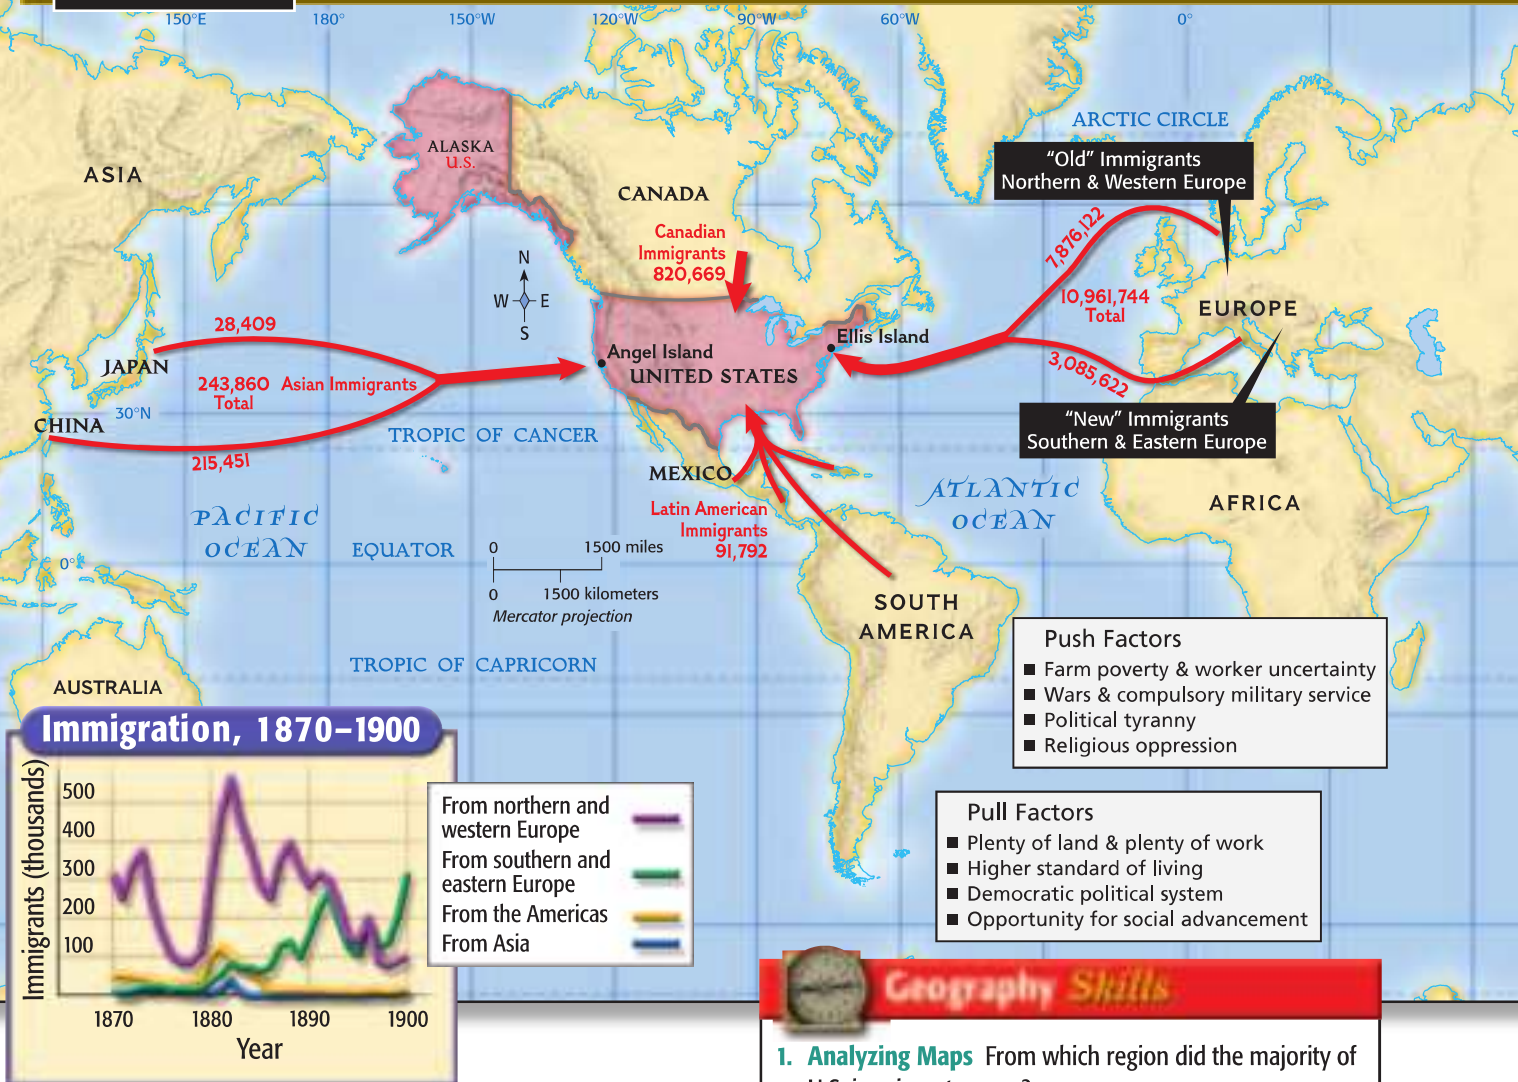 150°E
180°
150°W
120°W
90°W
60°W
0°
ARCTIC CIRCLE
"Old" Immigrants
Northern & Western Europe
ASIA
ALASKA
U.S.
CANADA
Canadian
Immigrants
820,669
7,876,122
10,961,744
Total
EUROPE
N
W E
S
28,409
JAPAN
243,860 Asian Immigrants
Total
30°N
CHINA
215,451
Angel Island
UNITED STATES
Ellis Island
3,085,622
"New" Immigrants
Southern & Eastern Europe
TROPIC OF CANCER
MEXICO
Latin American
Immigrants
91,792
ATLANTIC
OCEAN
AFRICA
PACIFIC
OCEAN
EQUATOR
0°
0 1500 miles
0 1500 kilometers
Mercator projection
SOUTH
AMERICA
TROPIC OF CAPRICORN
AUSTRALIA
Push Factors
■ Farm poverty & worker uncertainty
■ Wars & compulsory military service
■ Political tyranny
■ Religious oppression
Pull Factors
■ Plenty of land & plenty of work
■ Higher standard of living
■ Democratic political system
■ Opportunity for social advancement
Immigration, 1870–1900
Immigrants (thousands)
500
400
300
200
100
1870 1880 1890 1900
Year
From northern and
western Europe
From southern and
eastern Europe
From the Americas
From Asia
Geography Skills
1. Analyzing Maps From which region did the majority of